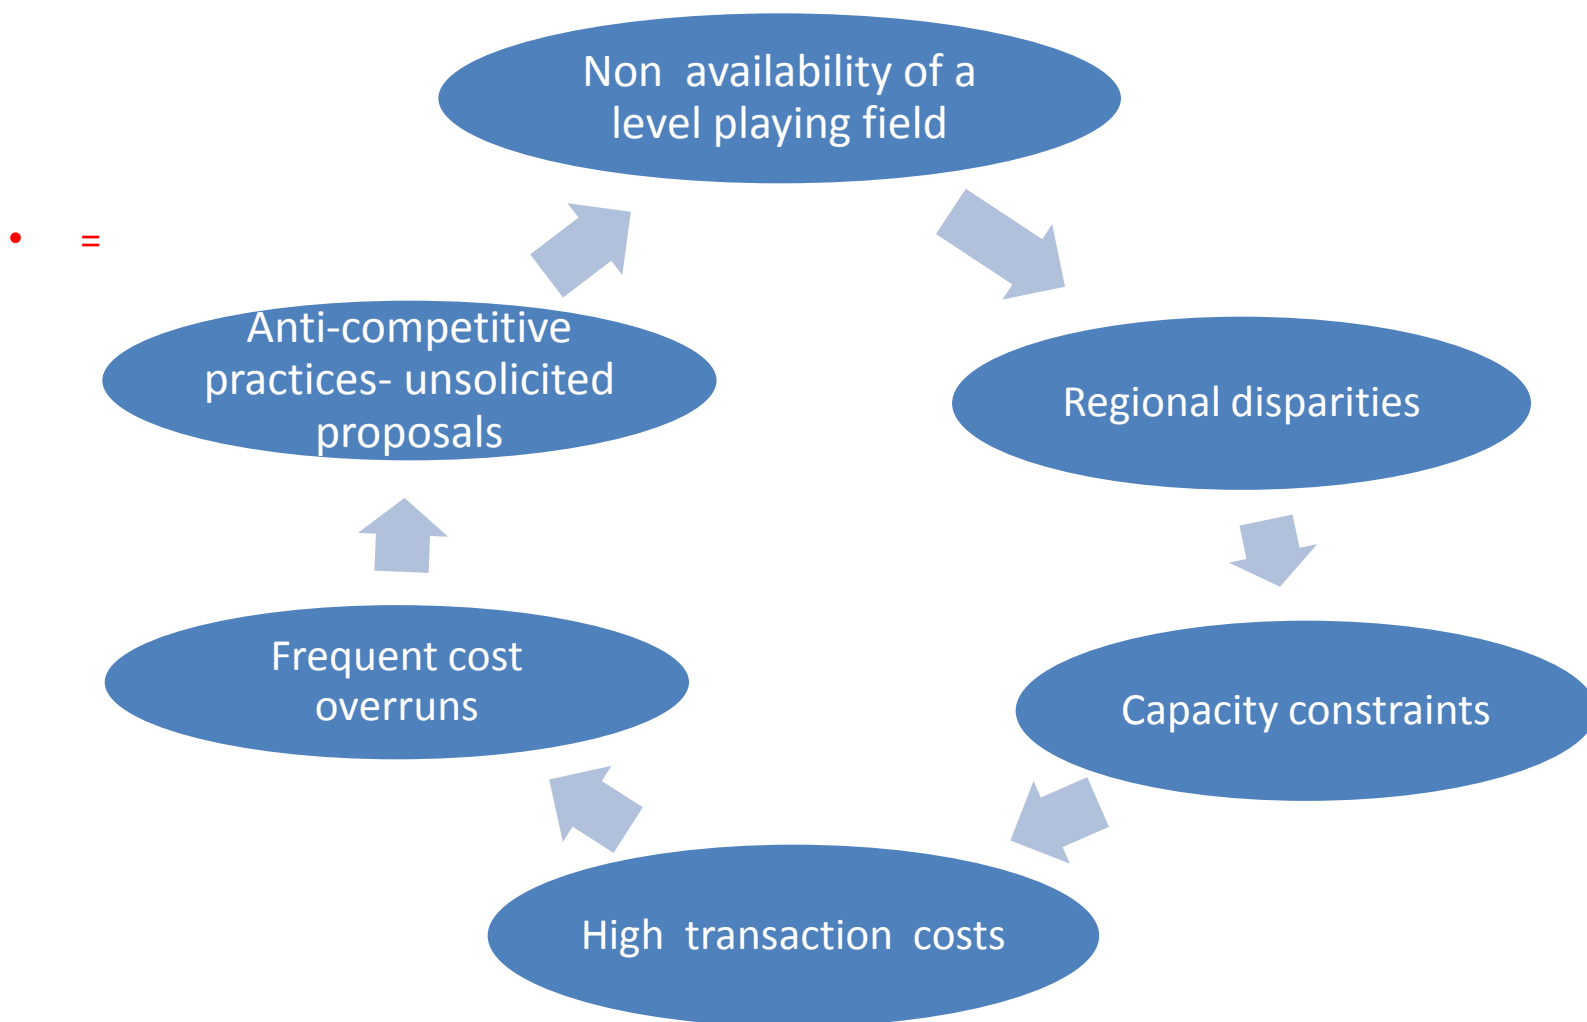 Non  availability of a
level playing field
• =
Anti-competitive
practices- unsolicited
proposals
Regional disparities
Frequent cost
overruns
Capacity constraints
High  transaction  costs